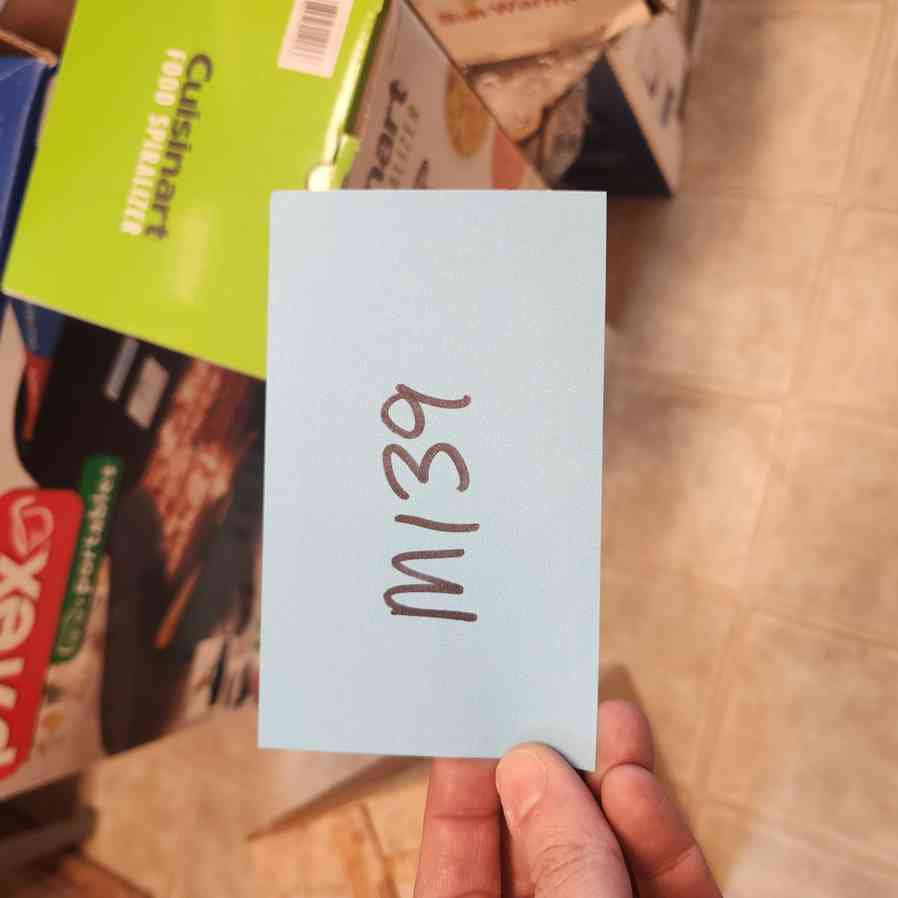 M139
Cuisinart
FOOD SPIRALIZER
portables